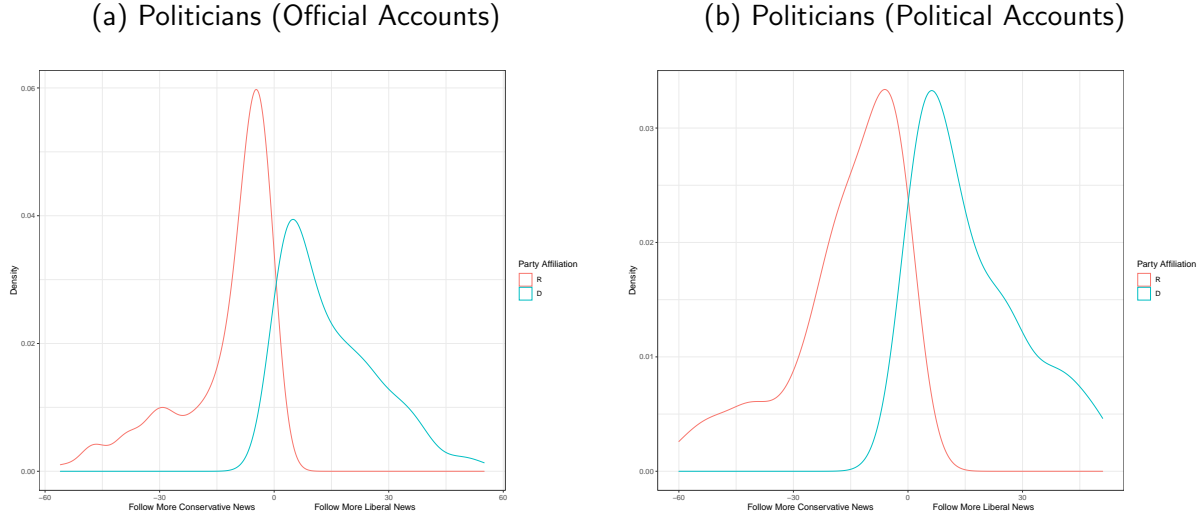 (a) Politicians (Official Accounts)
0.06
0.04
0.02
0.00
Density
−60
−30
0
30
60
Follow More Conservative News
Follow More Liberal News
Party Affiliation
R
D
(b) Politicians (Political Accounts)
0.03
0.02
0.01
0.00
Density
−60
−30
0
30
Follow More Conservative News
Follow More Liberal News
Party Affiliation
R
D